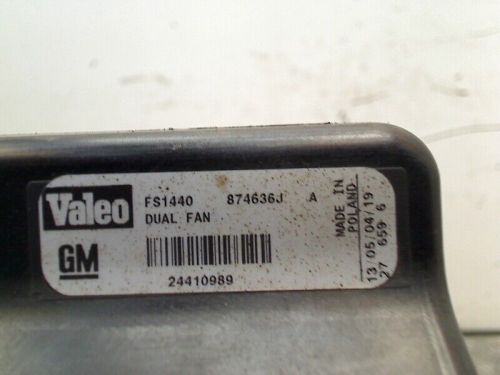 Valeo
FS1440 874636J A
DUAL FAN
GM
24410989
MADE IN
POLAND
13/05/04/19
27 659 6